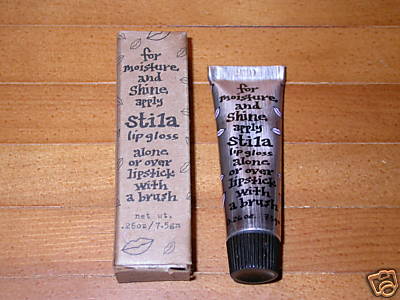 for
moisture,
and
shine
apply
stila
lip gloss
alone
or over
lipstick
with
a brush
net wt.
.26oz/7.5gm
for
moisture,
and
shine
apply
stila
lip gloss
alone
or over
lipstick
with
a brush
.26oz.